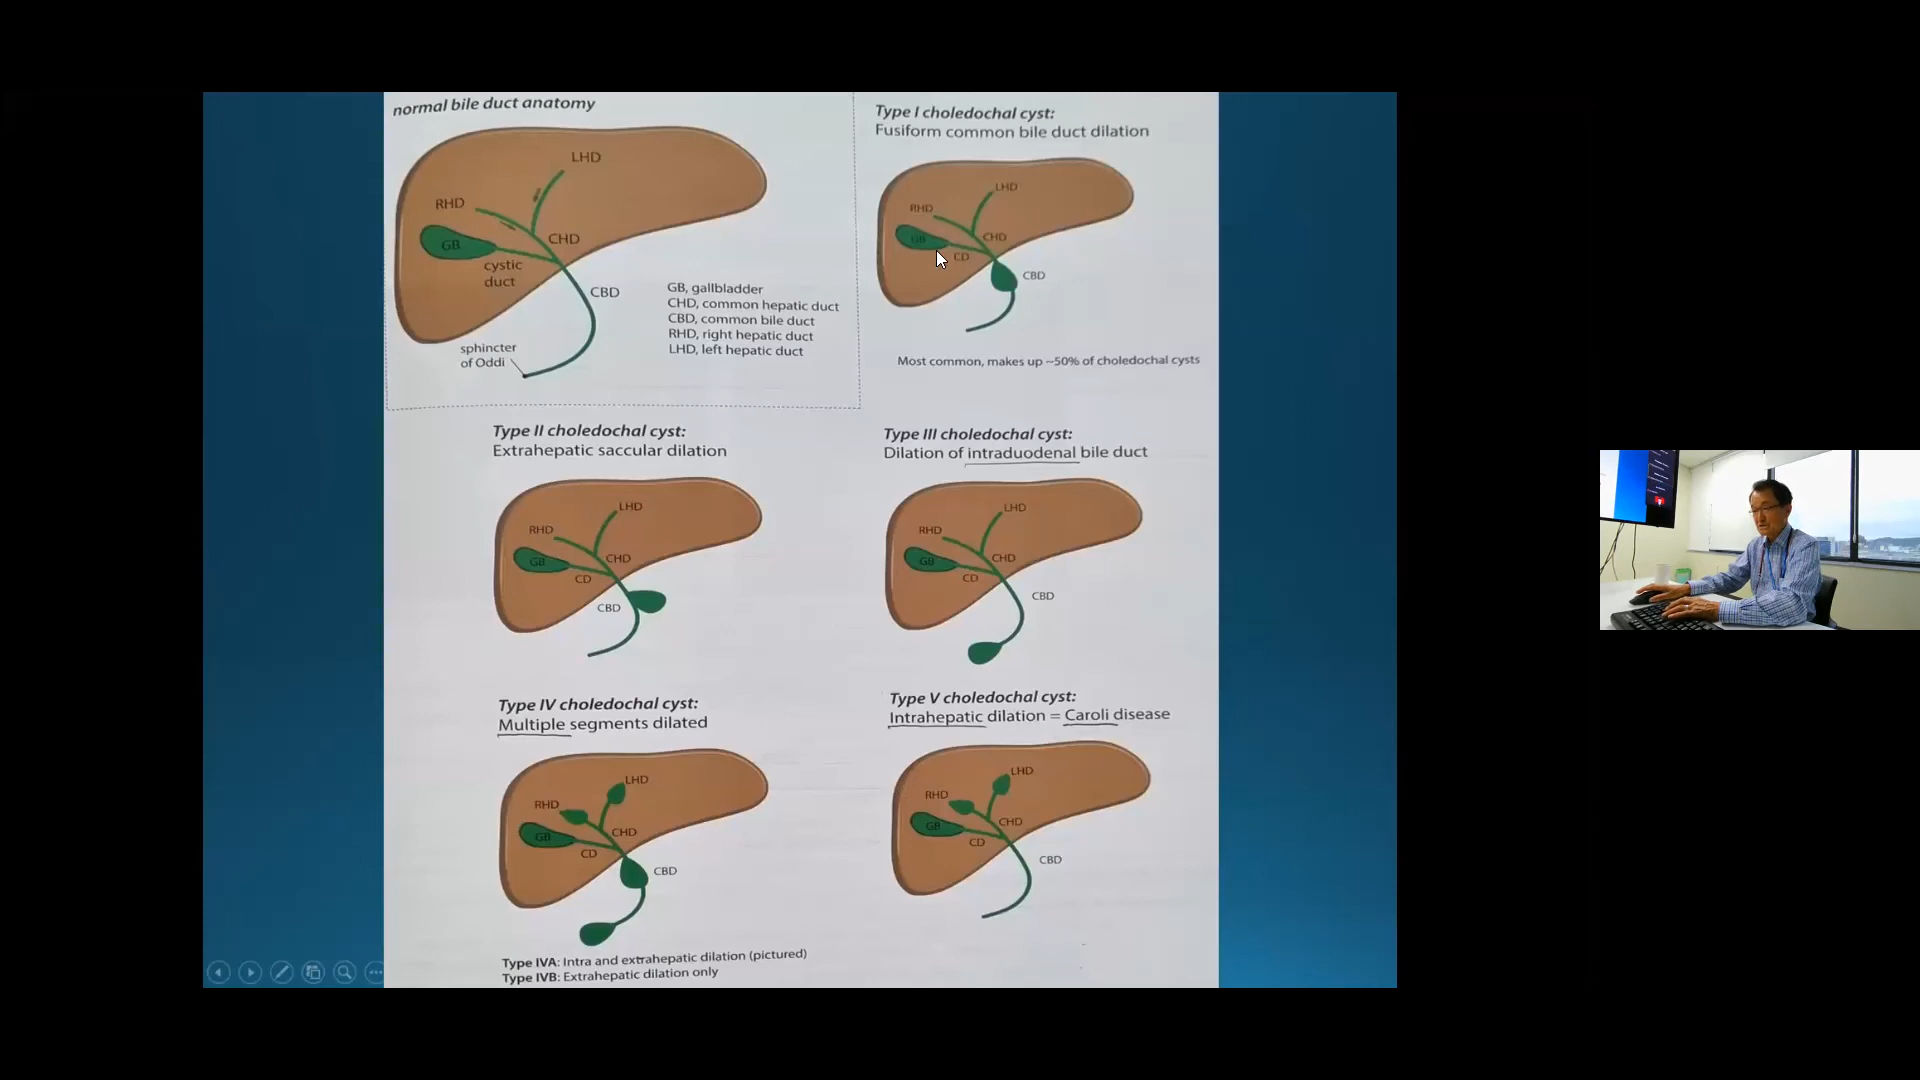 normal bile duct anatomy
LHD
RHD
GB
CHD
cystic
duct
CBD
GB, gallbladder
CHD, common hepatic duct
CBD, common bile duct
RHD, right hepatic duct
LHD, left hepatic duct
sphincter
of Oddi
Type I choledochal cyst:
Fusiform common bile duct dilation
LHD
RHD
GB
CHD
CD
CBD
Most common, makes up ~50% of choledochal cysts
Type II choledochal cyst:
Extrahepatic saccular dilation
LHD
RHD
GB
CHD
CD
CBD
Type III choledochal cyst:
Dilation of intraduodenal bile duct
LHD
RHD
GB
CHD
CD
CBD
Type IV choledochal cyst:
Multiple segments dilated
LHD
RHD
GB
CHD
CD
CBD
Type IVA: Intra and extrahepatic dilation (pictured)
Type IVB: Extrahepatic dilation only
Type V choledochal cyst:
Intrahepatic dilation = Caroli disease
LHD
RHD
GB
CHD
CD
CBD